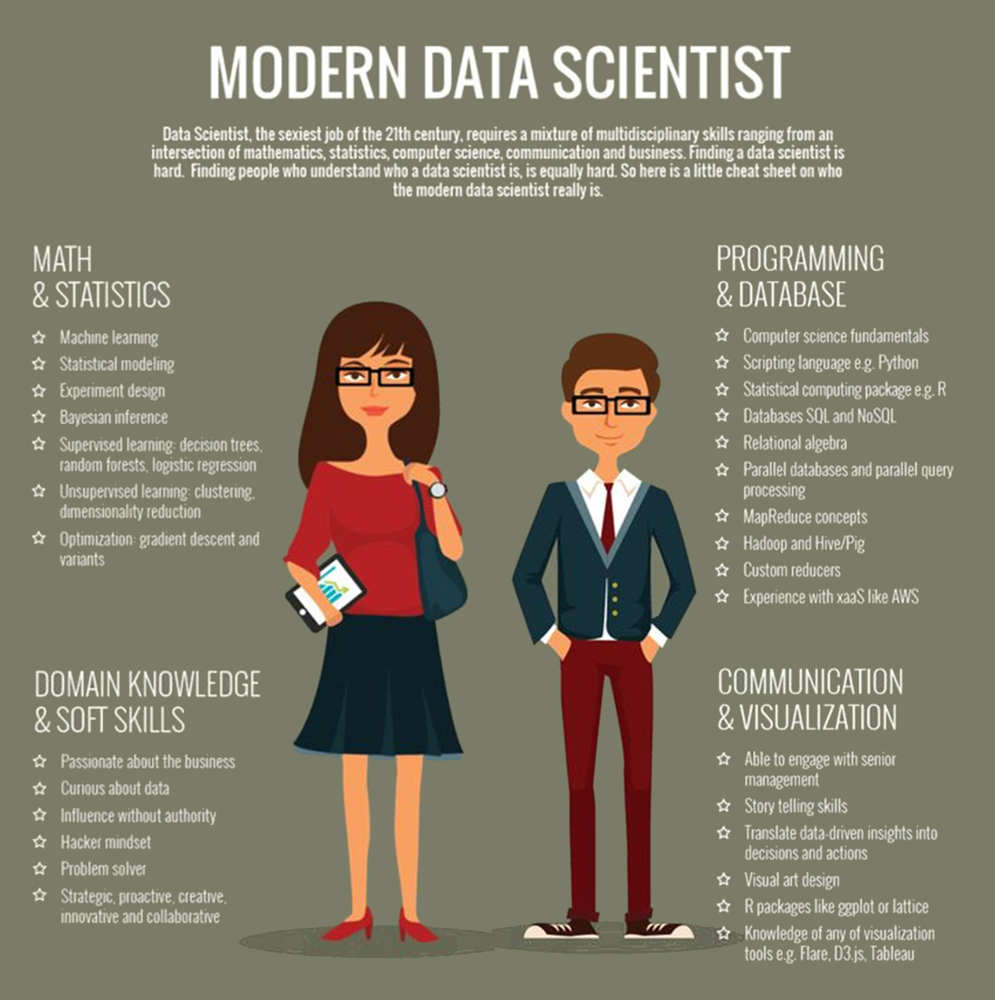 MODERN DATA SCIENTIST
Data Scientist, the sexiest job of the 21th century, requires a mixture of multidisciplinary skills ranging from an
intersection of mathematics, statistics, computer science, communication and business. Finding a data scientist is
hard. Finding people who understand who a data scientist is, is equally hard. So here is a little cheat sheet on who
the modern data scientist really is.
MATH
& STATISTICS
Machine learning
Statistical modeling
Experiment design
Bayesian inference
Supervised learning: decision trees,
random forests, logistic regression
Unsupervised learning: clustering,
dimensionality reduction
Optimization: gradient descent and
variants
PROGRAMMING
& DATABASE
Computer science fundamentals
Scripting language e.g. Python
Statistical computing package e.g. R
Databases SQL and NoSQL
Relational algebra
Parallel databases and parallel query
processing
MapReduce concepts
Hadoop and Hive/Pig
Custom reducers
Experience with xaaS like AWS
DOMAIN KNOWLEDGE
& SOFT SKILLS
Passionate about the business
Curious about data
Influence without authority
Hacker mindset
Problem solver
Strategic, proactive, creative,
innovative and collaborative
COMMUNICATION
& VISUALIZATION
Able to engage with senior
management
Story telling skills
Translate data-driven insights into
decisions and actions
Visual art design
R packages like ggplot or lattice
Knowledge of any of visualization
tools e.g. Flare, D3.js, Tableau